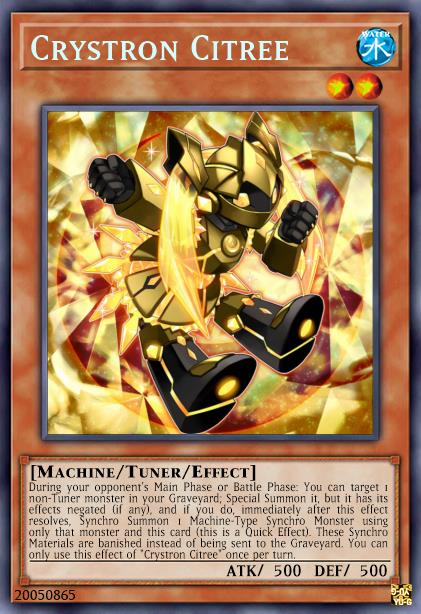 CRYSTRON CITREE
WATER
水
[MACHINE/TUNER/EFFECT]
During your opponent's Main Phase or Battle Phase: You can target 1
non-Tuner monster in your Graveyard; Special Summon it, but it has its
effects negated (if any), and if you do, immediately after this effect
resolves, Synchro Summon 1 Machine-Type Synchro Monster using
only that monster and this card (this is a Quick Effect). These Synchro
Materials are banished instead of being sent to the Graveyard. You can
only use this effect of "Crystron Citree" once per turn.
ATK/ 500 DEF/ 500
20050865